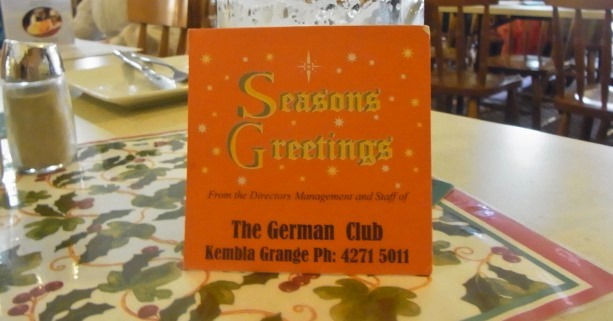 Seasons
Greetings
From the Directors Management and Staff of
The German Club
Kembla Grange Ph: 4271 5011